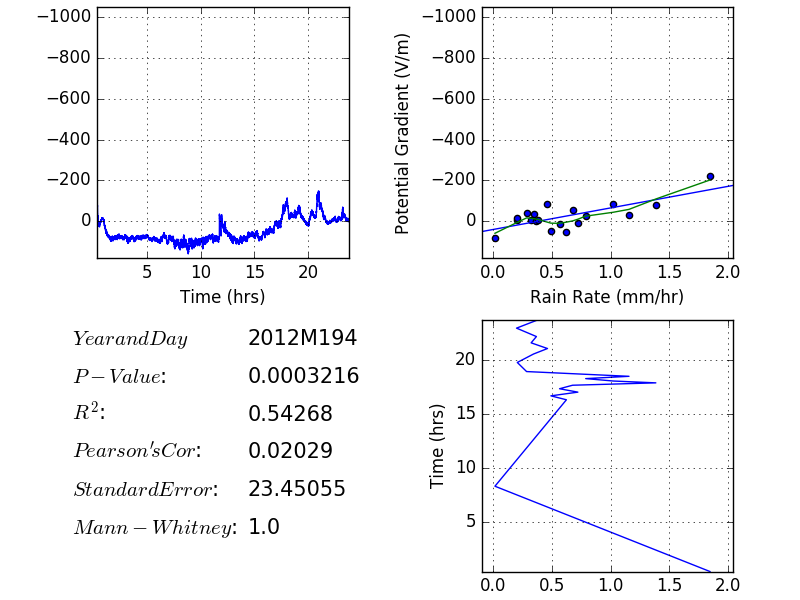 −1000
−800
−600
−400
−200
0
5 10 15 20
Time (hrs)
Potential Gradient (V/m)
−1000
−800
−600
−400
−200
0
0.0 0.5 1.0 1.5 2.0
Rain Rate (mm/hr)
YearandDay 2012M194
P−Value: 0.0003216
R²: 0.54268
Pearson'sCor: 0.02029
StandardError: 23.45055
Mann−Whitney: 1.0
Time (hrs)
20
15
10
5
0.0 0.5 1.0 1.5 2.0